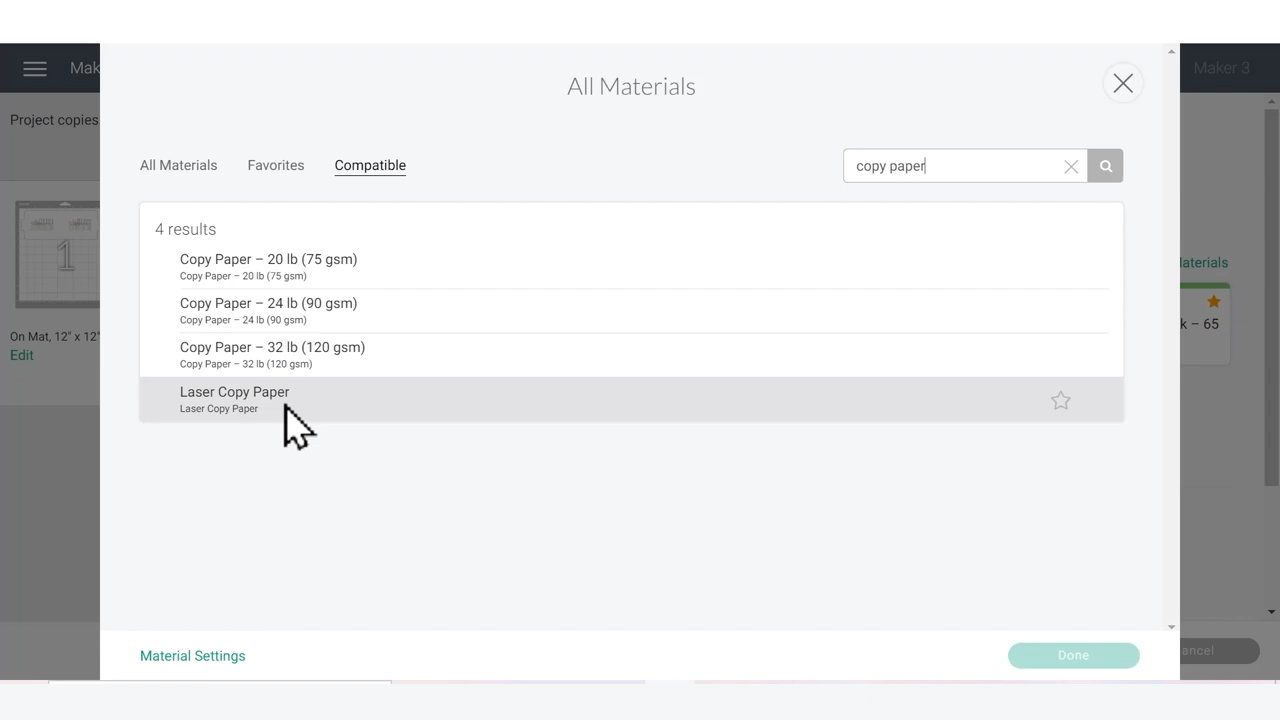 Mak
Maker 3
All Materials
Project copies
All Materials
Favorites
Compatible
copy paper
4 results
Copy Paper – 20 lb (75 gsm)
Copy Paper – 20 lb (75 gsm)
Copy Paper – 24 lb (90 gsm)
Copy Paper – 24 lb (90 gsm)
Copy Paper – 32 lb (120 gsm)
Copy Paper – 32 lb (120 gsm)
Laser Copy Paper
Laser Copy Paper
1
On Mat, 12" x 12"
Edit
laterials
k – 65
Material Settings
Done
ancel